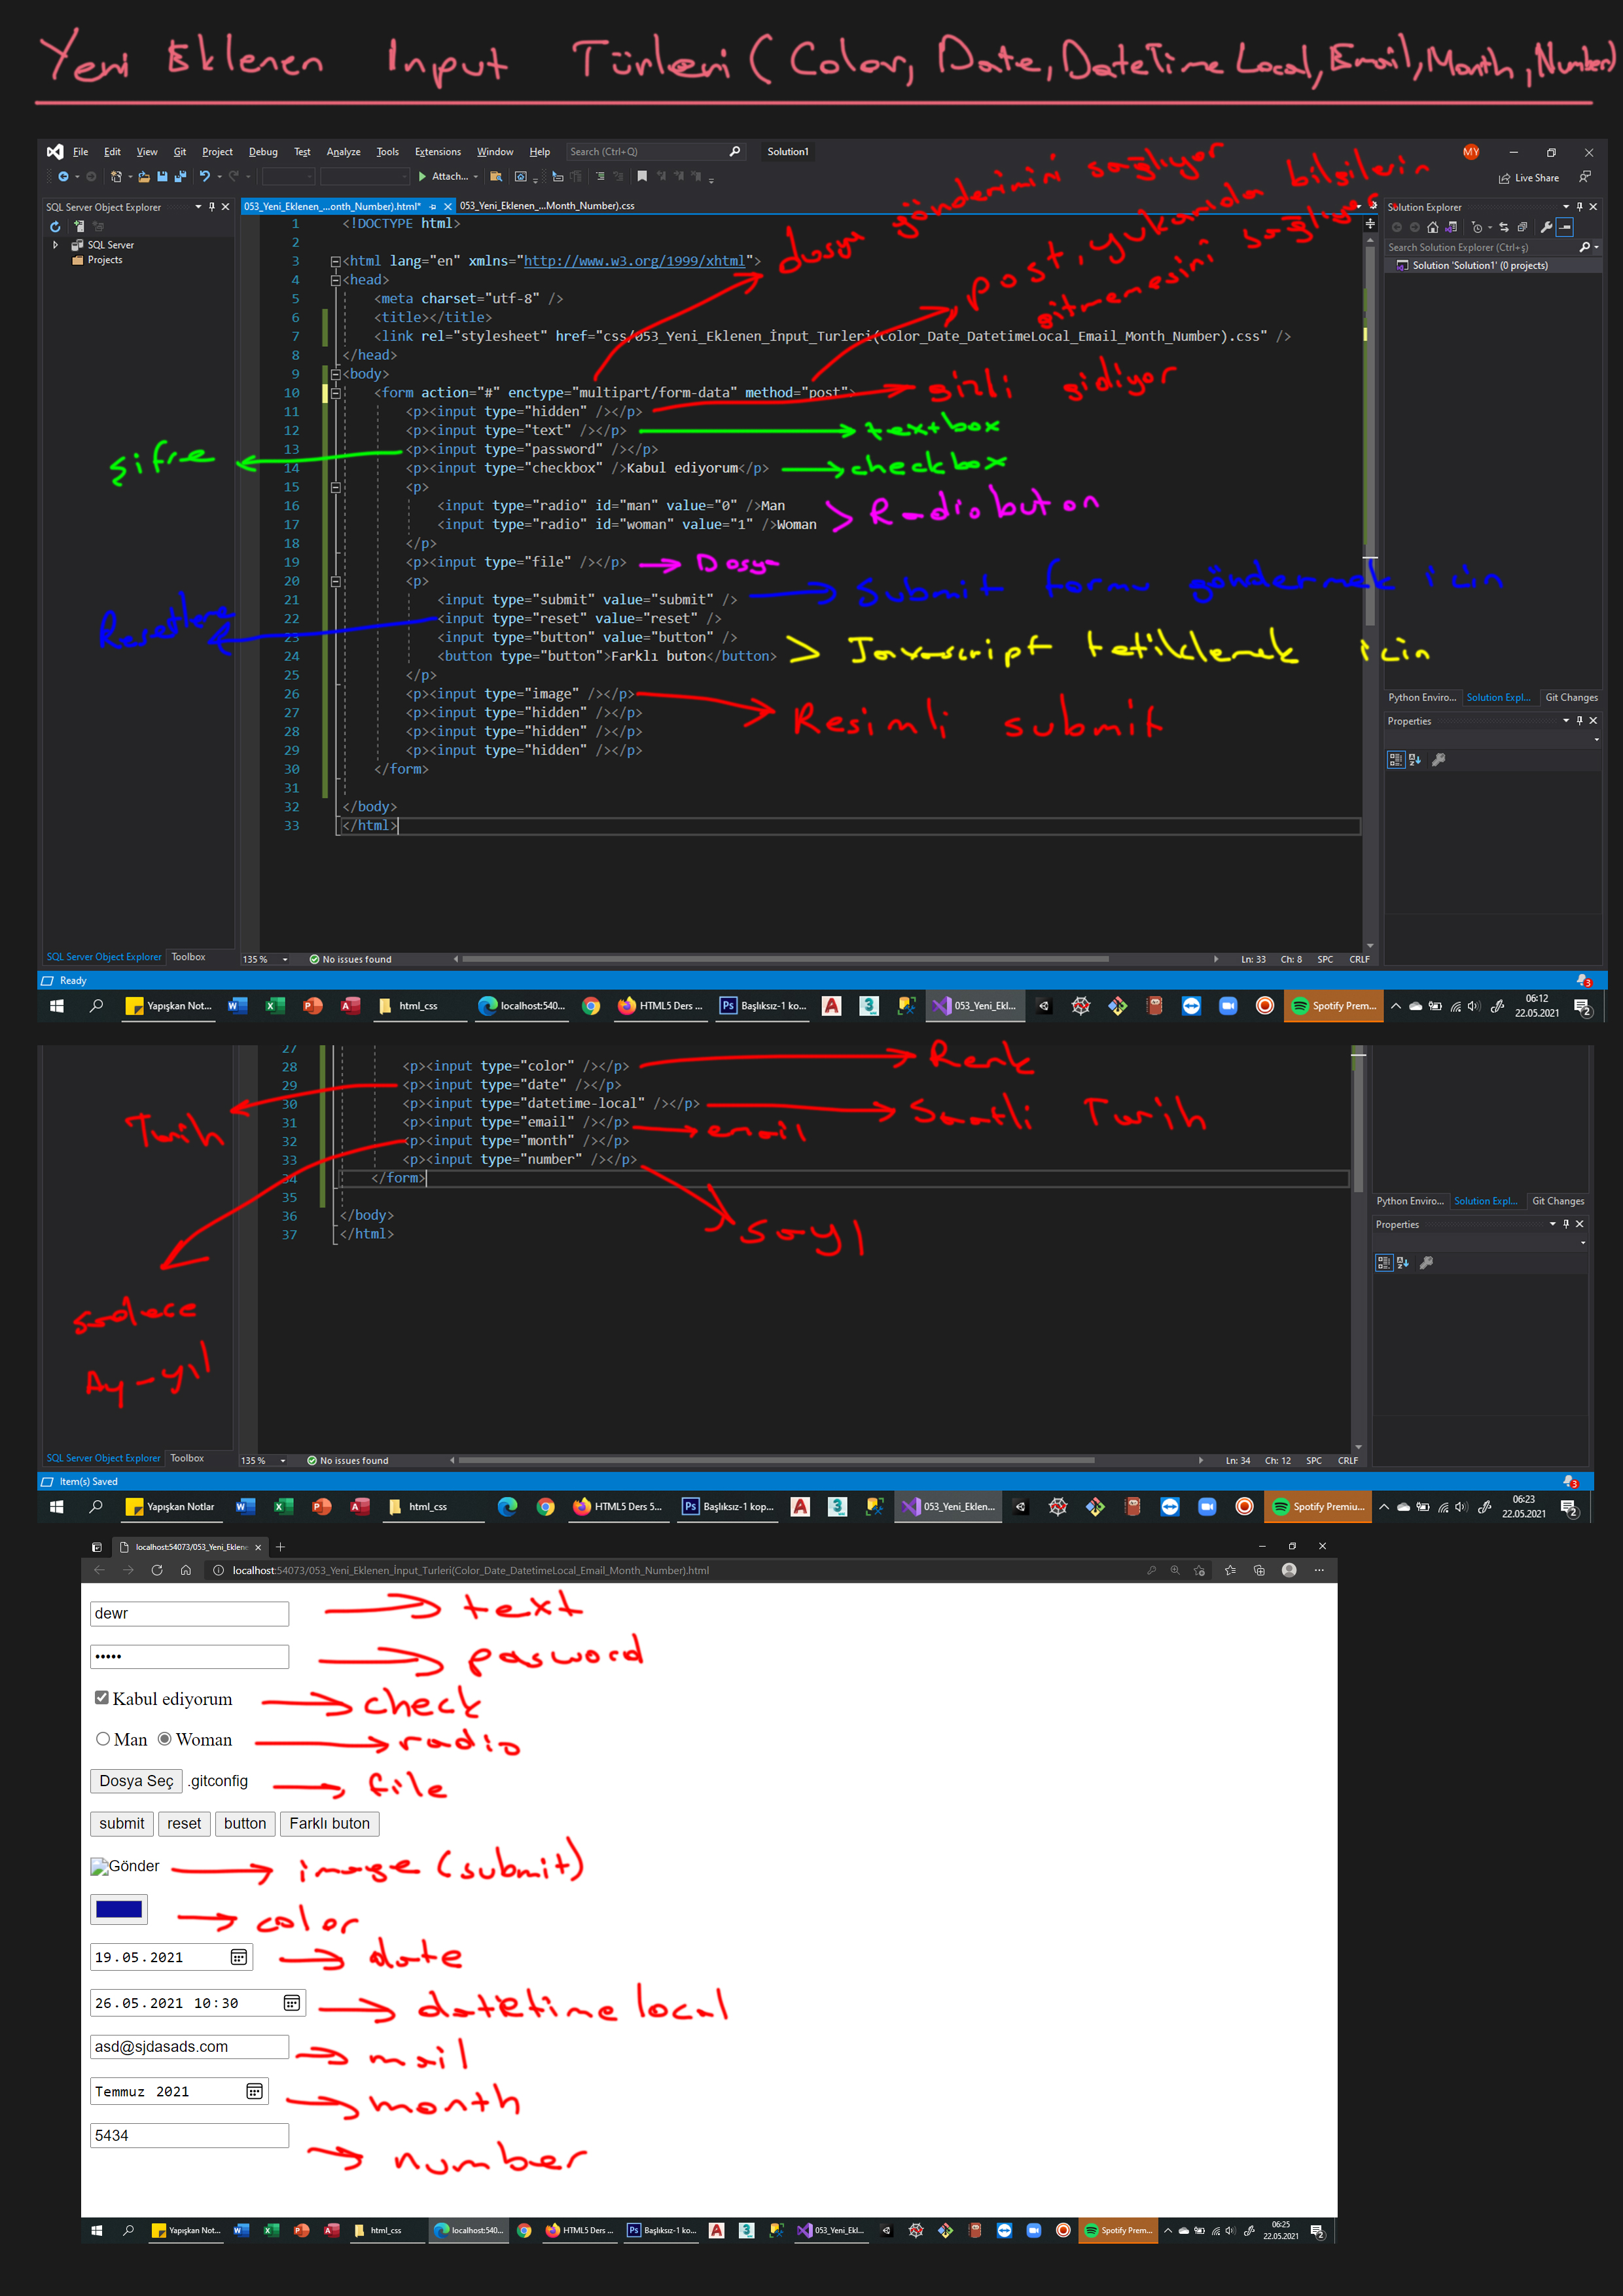 Yeni Eklenen Input Türleri (Color, Date, DateTime Local, Email, Month, Number)
File Edit View Git Project Debug Test Analyze Tools Extensions Window Help Search (Ctrl+Q) Solution1 MY
Attach... Live Share
SQL Server Object Explorer
053_Yeni_Eklenen_...onth_Number).html* 053_Yeni_Eklenen_...Month_Number).css
Solution Explorer
SQL Server
Projects
Search Solution Explorer (Ctrl+ş)
Solution 'Solution1' (0 projects)
dosya gönderimini sağlıyor
post, yukarıda bilgilerin
gitmemesini sağlıyor.
1 <!DOCTYPE html>
2
3 <html lang="en" xmlns="http://www.w3.org/1999/xhtml">
4 <head>
5 <meta charset="utf-8" />
6 <title></title>
7 <link rel="stylesheet" href="css/053_Yeni_Eklenen_İnput_Turleri(Color_Date_DatetimeLocal_Email_Month_Number).css" />
8 </head>
9 <body>
10 <form action="#" enctype="multipart/form-data" method="post">
gizli gidiyor
11 <p><input type="hidden" /></p>
12 <p><input type="text" /></p> textbox
şifre 13 <p><input type="password" /></p>
14 <p><input type="checkbox" />Kabul ediyorum</p> checkbox
15 <p>
16 <input type="radio" id="man" value="0" />Man
Radiobuton
17 <input type="radio" id="woman" value="1" />Woman
18 </p>
19 <p><input type="file" /></p> Dosya
20 <p>
21 <input type="submit" value="submit" /> Submit formu göndermek için
Resetleme 22 <input type="reset" value="reset" />
23 <input type="button" value="button" />
24 <button type="button">Farklı buton</button> Javascript tetiklemek için
25 </p>
26 <p><input type="image" /></p> Resimli submit
27 <p><input type="hidden" /></p>
28 <p><input type="hidden" /></p>
29 <p><input type="hidden" /></p>
30 </form>
31
32 </body>
33 </html>
Python Enviro... Solution Expl... Git Changes
Properties
SQL Server Object Explorer Toolbox 135 % No issues found Ln: 33 Ch: 8 SPC CRLF
Ready 3
Yapışkan Not... html_css localhost:540... HTML5 Ders ... Başlıksız-1 ko... 053_Yeni_Ekl... Spotify Prem... 06:12
22.05.2021 2
27
28 <p><input type="color" /></p> Renk
Tarih 29 <p><input type="date" /></p>
30 <p><input type="datetime-local" /></p> Saatli Tarih
31 <p><input type="email" /></p> email
32 <p><input type="month" /></p>
33 <p><input type="number" /></p>
34 </form>
35
36 </body>
37 </html>
sayı
sadece
Ay-yıl
Python Enviro... Solution Expl... Git Changes
Properties
SQL Server Object Explorer Toolbox 135 % No issues found Ln: 34 Ch: 12 SPC CRLF
Item(s) Saved 3
Yapışkan Notlar html_css HTML5 Ders 5... Başlıksız-1 kop... 053_Yeni_Eklen... Spotify Premiu... 06:23
22.05.2021 2
localhost:54073/053_Yeni_Eklene
localhost:54073/053_Yeni_Eklenen_İnput_Turleri(Color_Date_DatetimeLocal_Email_Month_Number).html
dewr text
••••• pasword
Kabul ediyorum check
Man Woman radio
Dosya Seç .gitconfig file
submit reset button Farklı buton
Gönder image (submit)
color
19.05.2021 date
26.05.2021 10:30 datetime local
asd@sjdasads.com mail
Temmuz 2021 month
5434 number
Yapışkan Not... html_css localhost:540... HTML5 Ders ... Başlıksız-1 ko... 053_Yeni_Ekl... Spotify Prem... 06:25
22.05.2021 2